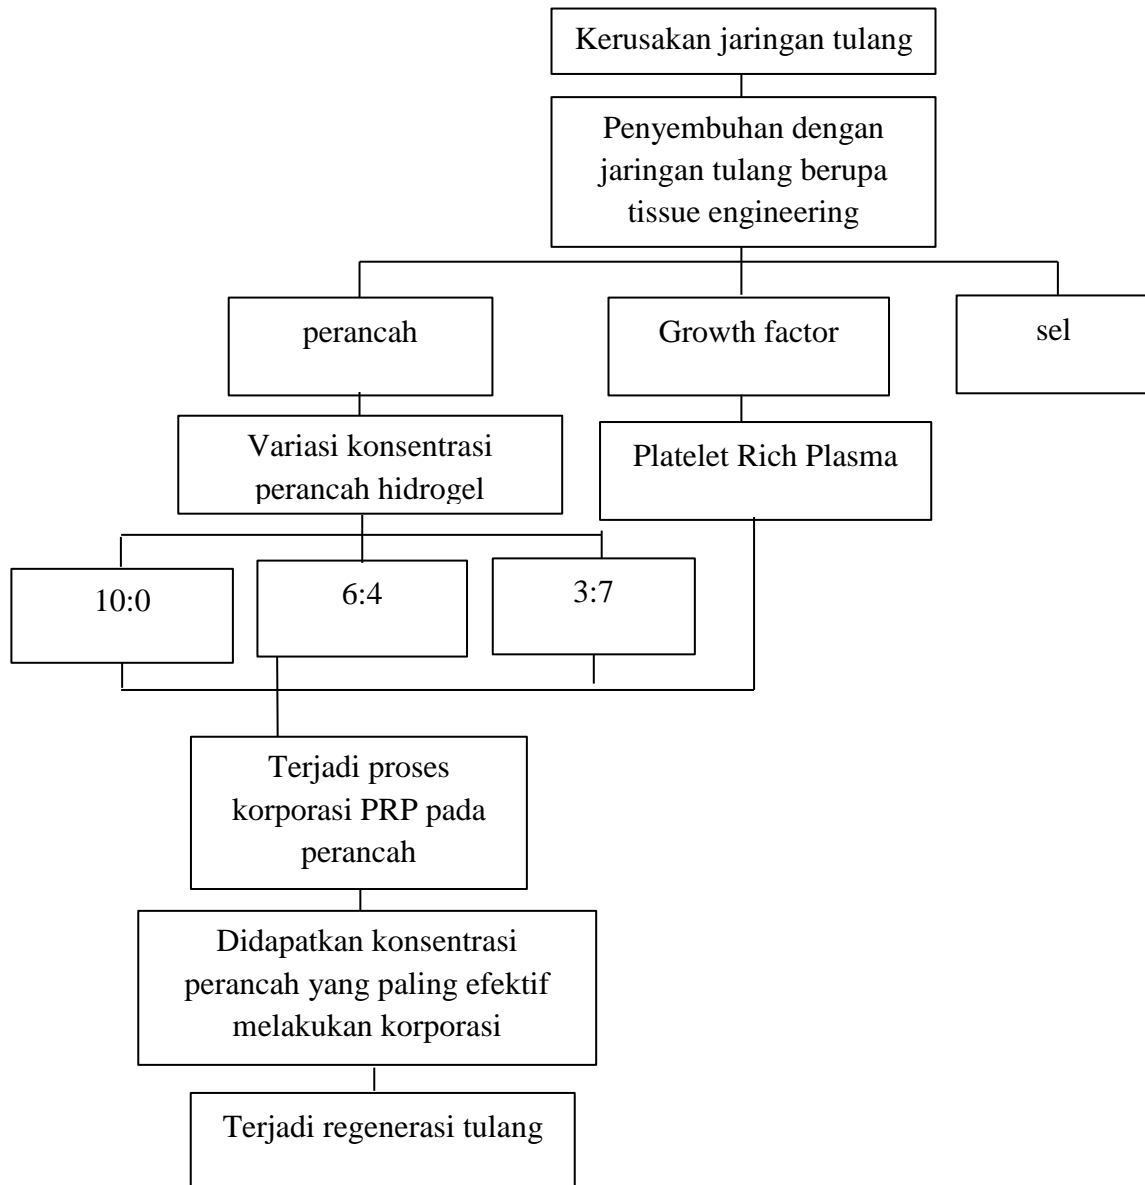 Kerusakan jaringan tulang
Penyembuhan dengan
jaringan tulang berupa
tissue engineering
perancah
Growth factor
sel
Variasi konsentrasi
perancah hidrogel
Platelet Rich Plasma
10:0
6:4
3:7
Terjadi proses
korporasi PRP pada
perancah
Didapatkan konsentrasi
perancah yang paling efektif
melakukan korporasi
Terjadi regenerasi tulang